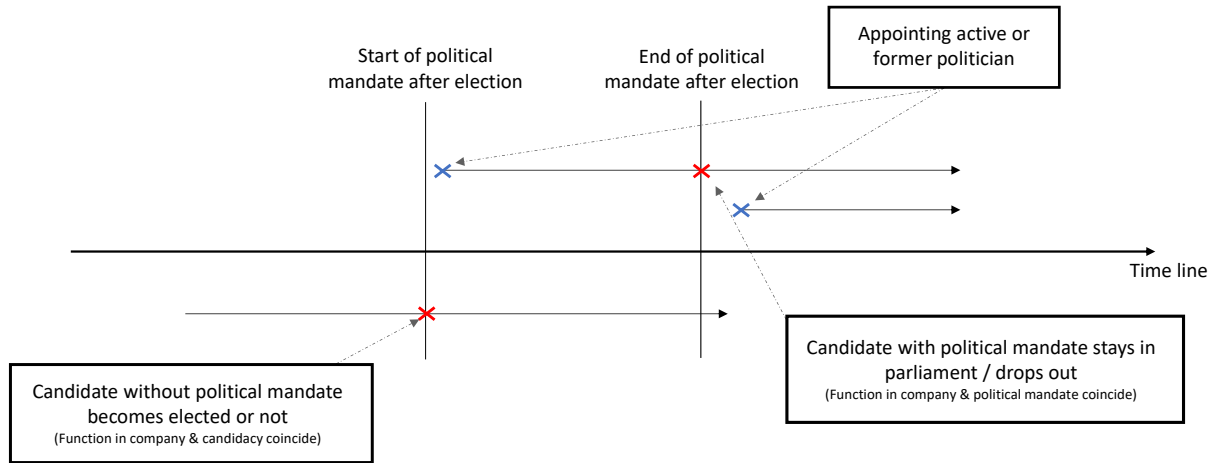 Appointing active or
former politician
Start of political
mandate after election
End of political
mandate after election
Time line
Candidate without political mandate
becomes elected or not
(Function in company & candidacy coincide)
Candidate with political mandate stays in
parliament / drops out
(Function in company & political mandate coincide)